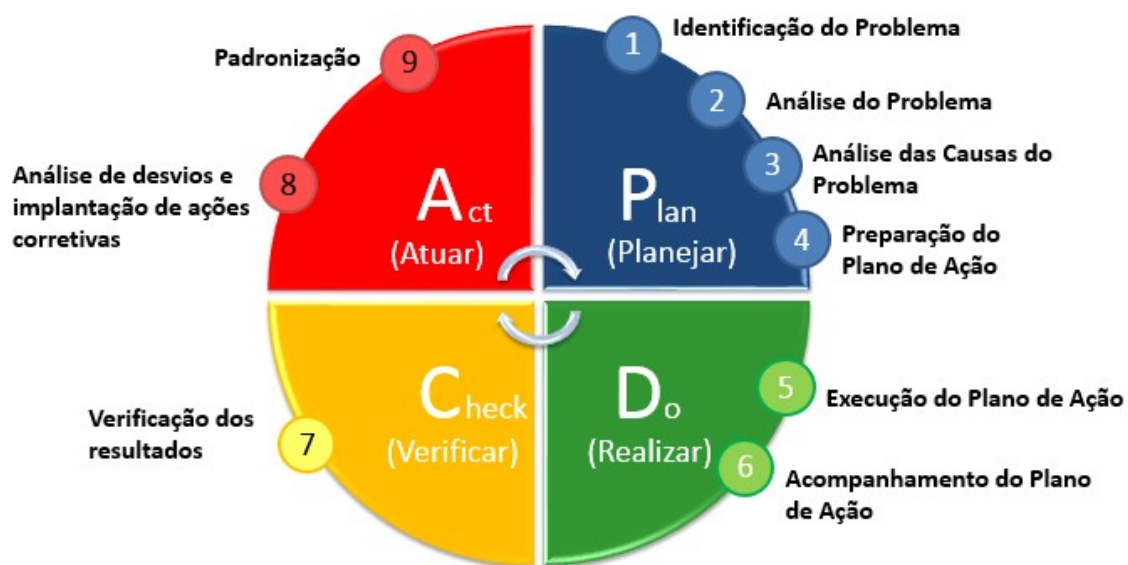 1
Identificação do Problema
2
Análise do Problema
3
Análise das Causas do
Problema
4
Preparação do
Plano de Ação
Plan
(Planejar)
5
Execução do Plano de Ação
6
Acompanhamento do Plano
de Ação
Do
(Realizar)
7
Verificação dos
resultados
Check
(Verificar)
8
Análise de desvios e
implantação de ações
corretivas
9
Padronização
Act
(Atuar)